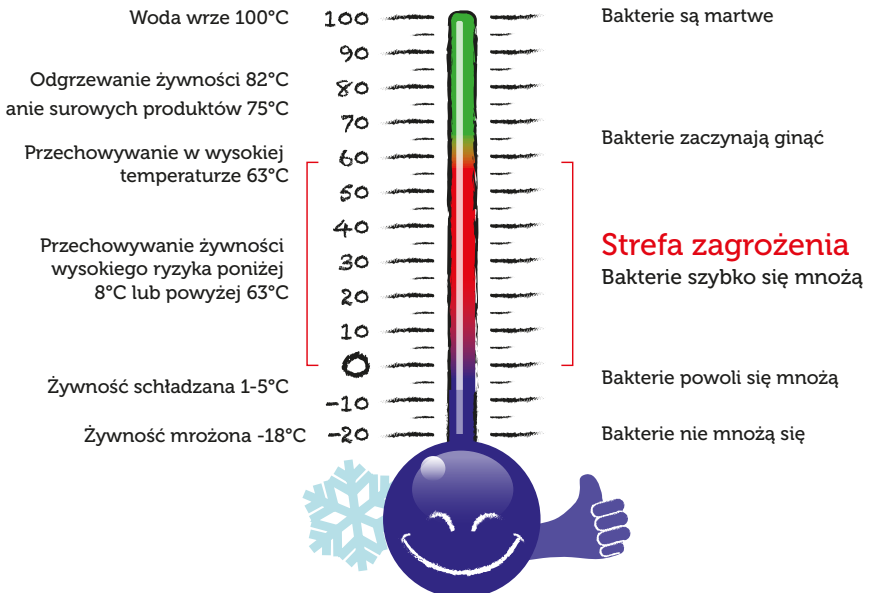 Woda wrze 100°C
Odgrzewanie żywności 82°C
anie surowych produktów 75°C
Przechowywanie w wysokiej
temperaturze 63°C
Przechowywanie żywności
wysokiego ryzyka poniżej
8°C lub powyżej 63°C
Żywność schładzana 1-5°C
Żywność mrożona -18°C
100
90
80
70
60
50
40
30
20
10
0
-10
-20
Bakterie są martwe
Bakterie zaczynają ginąć
Strefa zagrożenia
Bakterie szybko się mnożą
Bakterie powoli się mnożą
Bakterie nie mnożą się